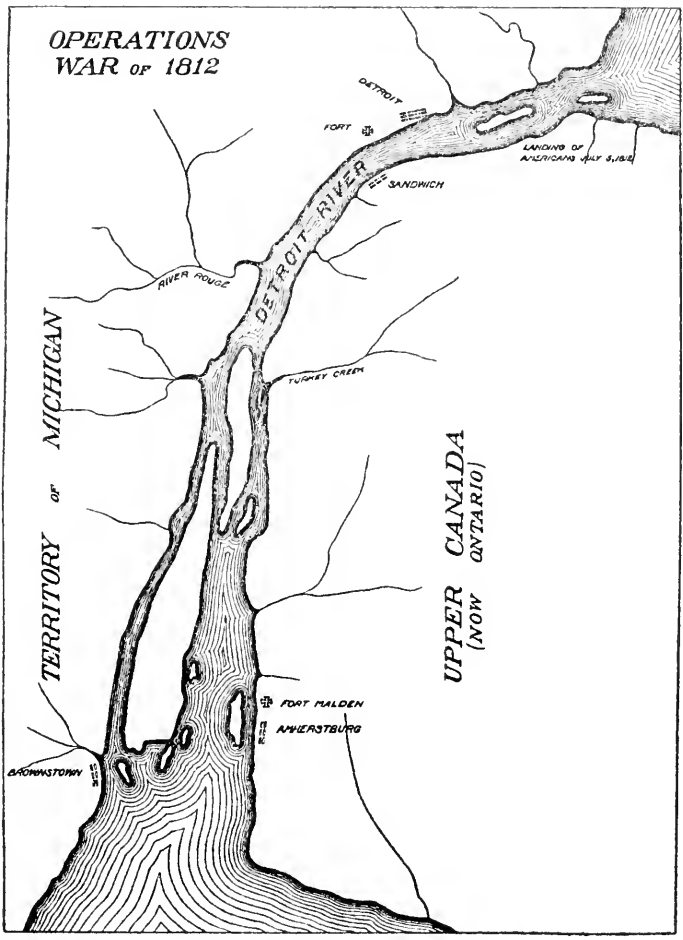 OPERATIONS
WAR OF 1812
DETROIT
FORT
LANDING OF
AMERICANS JULY 5, 1812
SANDWICH
DETROIT RIVER
RIVER ROUGE
TURKEY CREEK
TERRITORY OF MICHIGAN
UPPER CANADA
(NOW ONTARIO)
FORT MALDEN
AMHERSTBURG
BROWNSTOWN